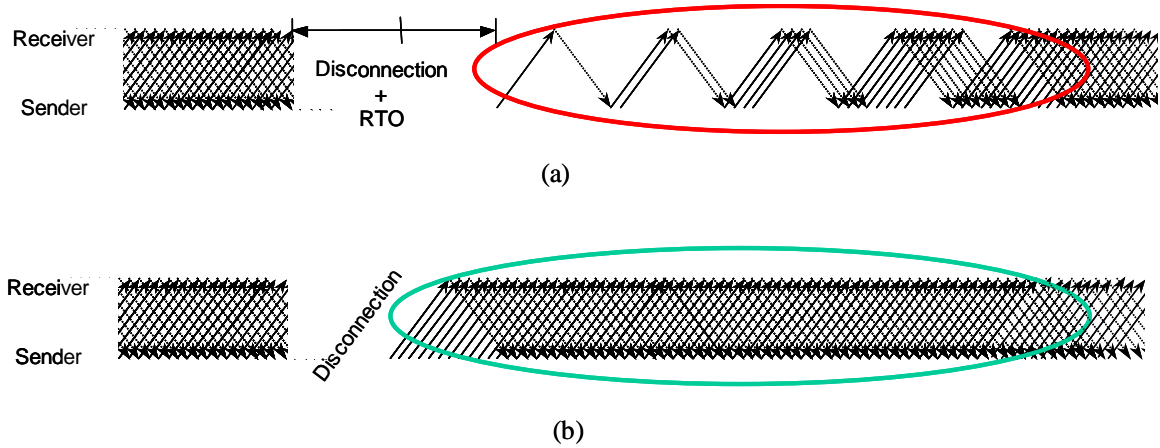 Receiver
Disconnection
+
RTO
Sender
(a)
Receiver
Disconnection
Sender
(b)